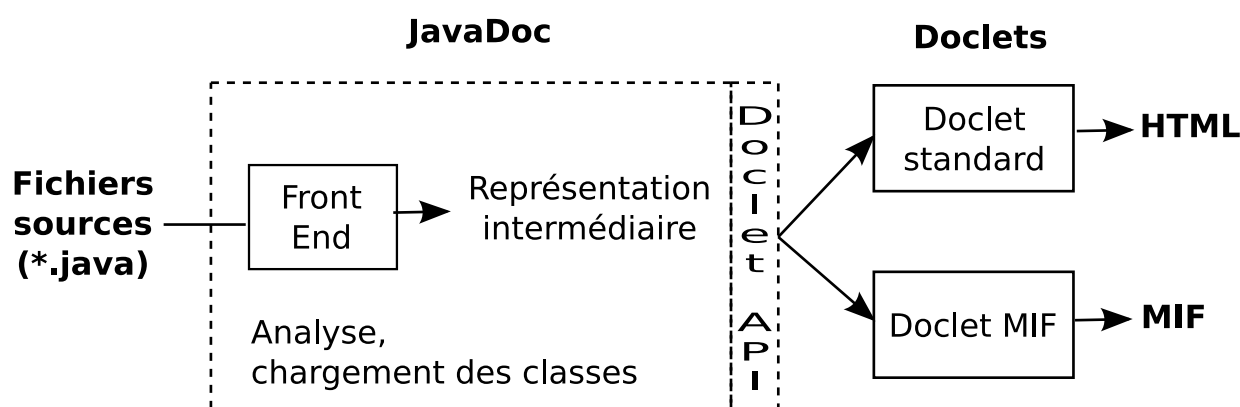 JavaDoc
Doclets
Fichiers
sources
(*.java)
Front
End
Représentation
intermédiaire
Analyse,
chargement des classes
Doclet API
Doclet
standard
HTML
Doclet MIF
MIF